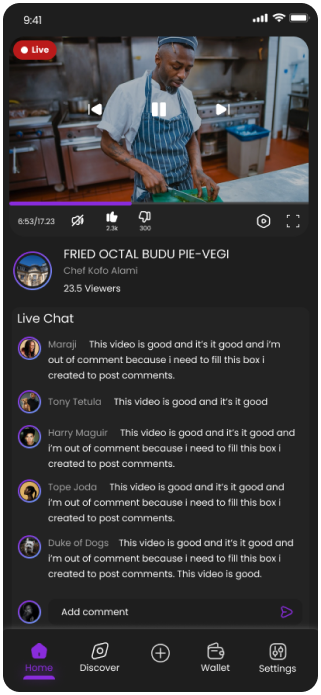 9:41
Live
6:53/17.23
2.3k
300
FRIED OCTAL BUDU PIE-VEGI
Chef Kofo Alami
23.5 Viewers
Live Chat
Maraji This video is good and it's it good and i'm
out of comment because i need to fill this box i
created to post comments.
Tony Tetula This video is good and it's it good
Harry Maguir This video is good and it's it good and
i'm out of comment because i need to fill this box i
created to post comments.
Tope Joda This video is good and it's it good and
i'm out of comment because i need to fill this box i
created to post comments.
Duke of Dogs This video is good and it's it good and
i'm out of comment because i need to fill this box i
created to post comments. This video is good.
Add comment
Home
Discover
Wallet
Settings